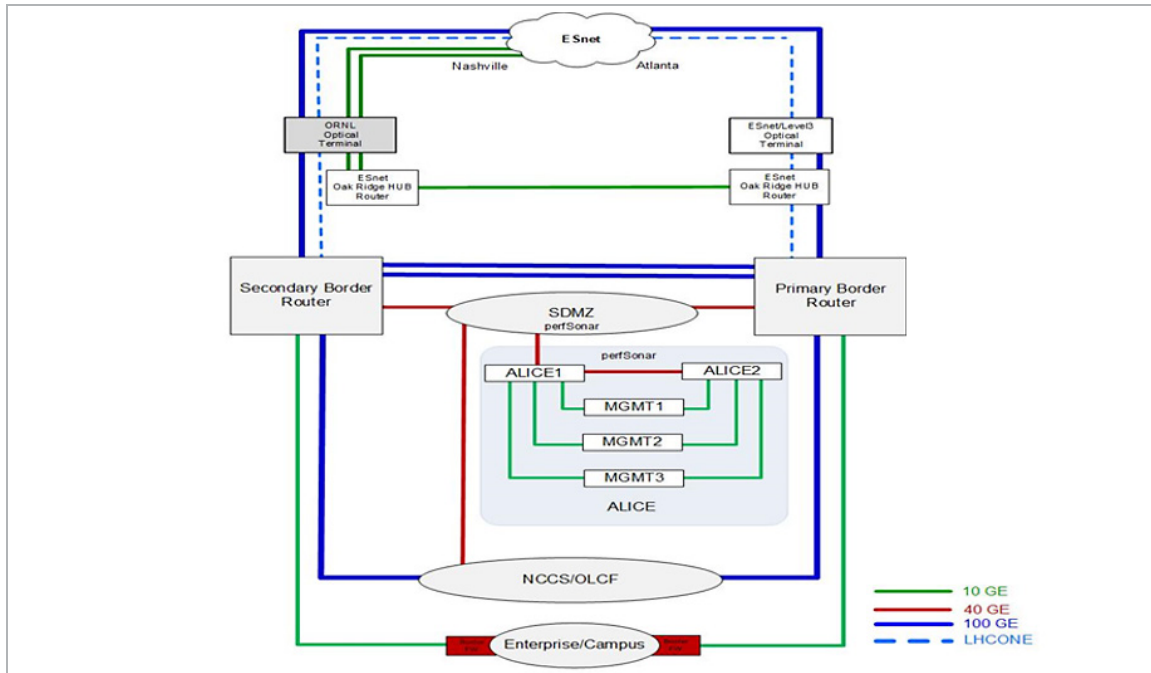 ESnet
Nashville
Atlanta
ORNL
Optical
Terminal
ESnet/Level3
Optical
Terminal
ESnet
Oak Ridge HUB
Router
ESnet
Oak Ridge HUB
Router
Secondary Border
Router
Primary Border
Router
SDMZ
perfSonar
perfSonar
ALICE1
ALICE2
MGMT1
MGMT2
MGMT3
ALICE
NCCS/OLCF
Enterprise/Campus
10 GE
40 GE
100 GE
LHCONE